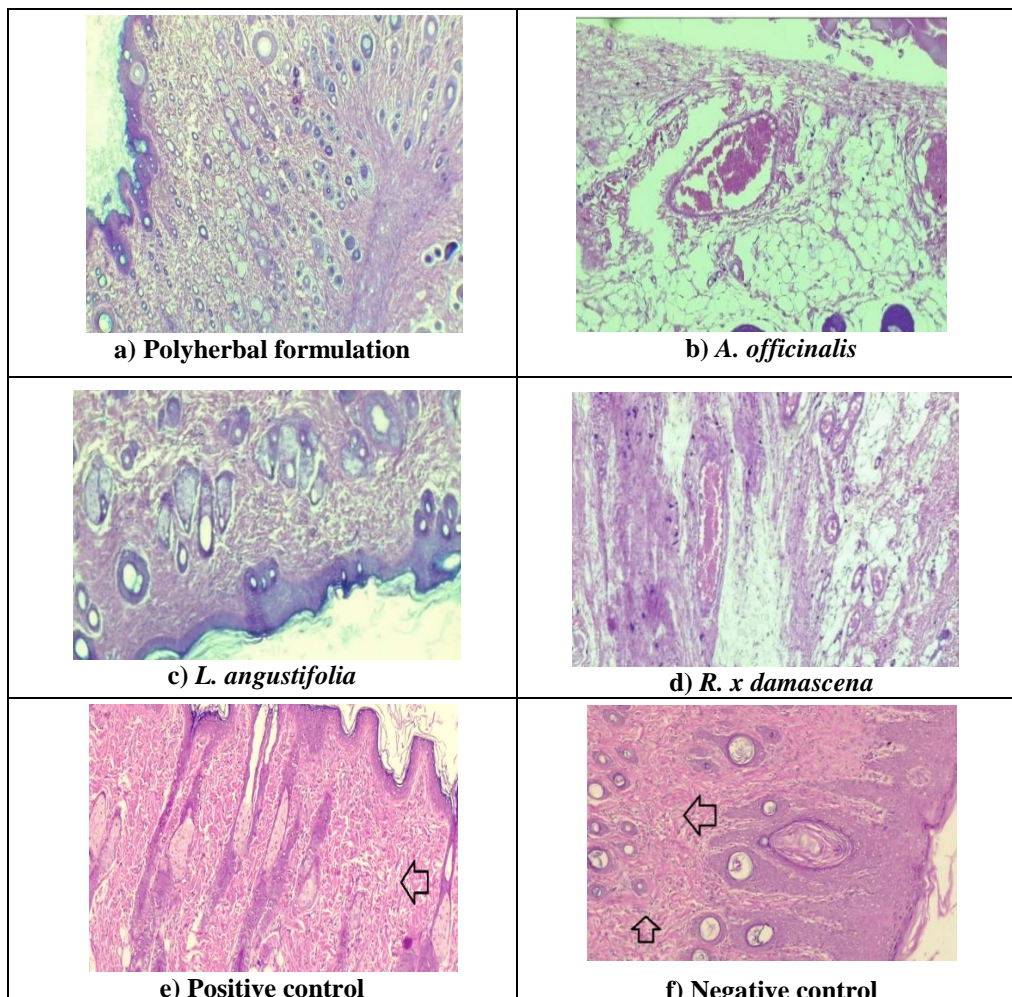 a) Polyherbal formulation
b) A. officinalis
c) L. angustifolia
d) R. x damascena
e) Positive control
f) Negative control